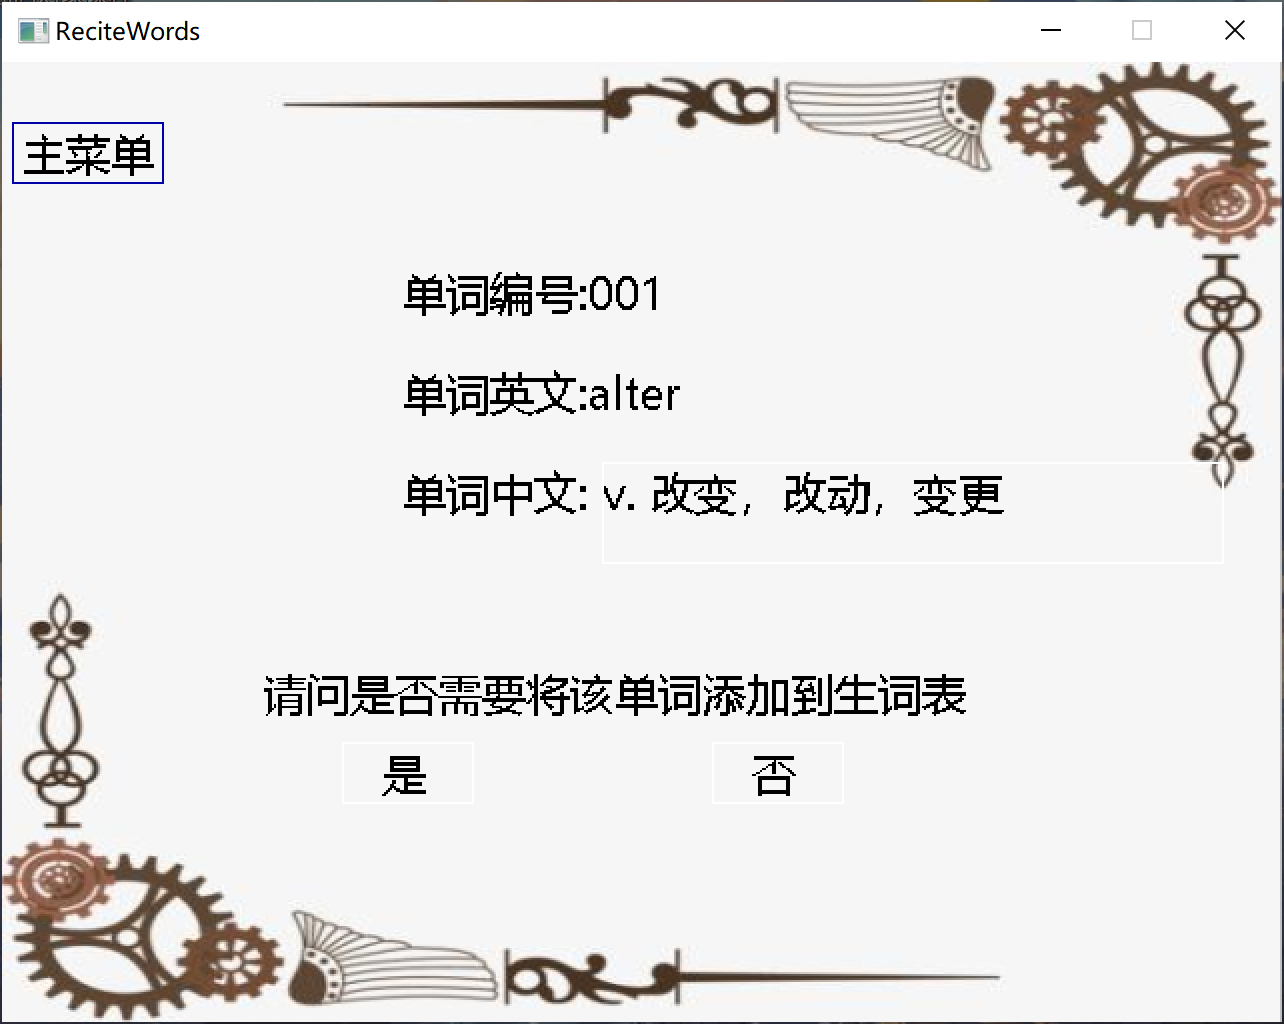 ReciteWords
主菜单
单词编号:001
单词英文:alter
单词中文: v. 改变，改动，变更
请问是否需要将该单词添加到生词表
是 否